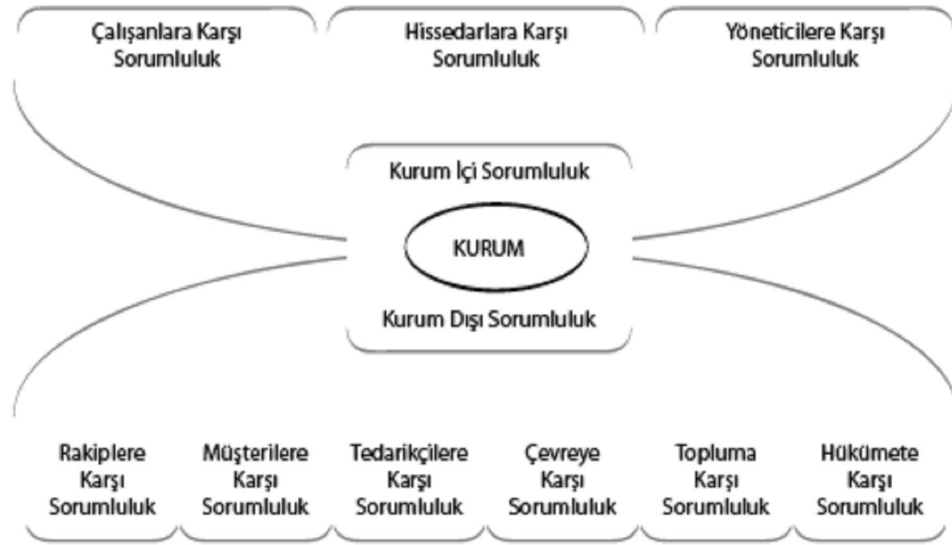 Çalışanlara Karşı
Sorumluluk
Hissedarlara Karşı
Sorumluluk
Yöneticilere Karşı
Sorumluluk
Kurum İçi Sorumluluk
KURUM
Kurum Dışı Sorumluluk
Rakiplere
Karşı
Sorumluluk
Müşterilere
Karşı
Sorumluluk
Tedarikçilere
Karşı
Sorumluluk
Çevreye
Karşı
Sorumluluk
Topluma
Karşı
Sorumluluk
Hükümete
Karşı
Sorumluluk